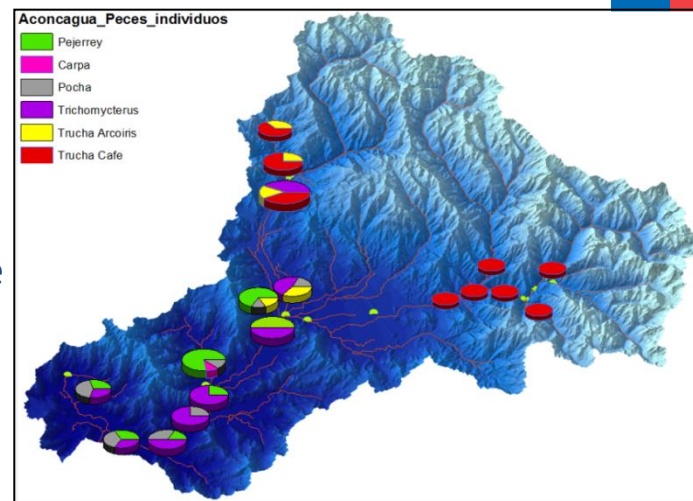 Aconcagua_Peces_individuos
Pejerrey
Carpa
Pocha
Trichomycterus
Trucha Arcoiris
Trucha Cafe
e